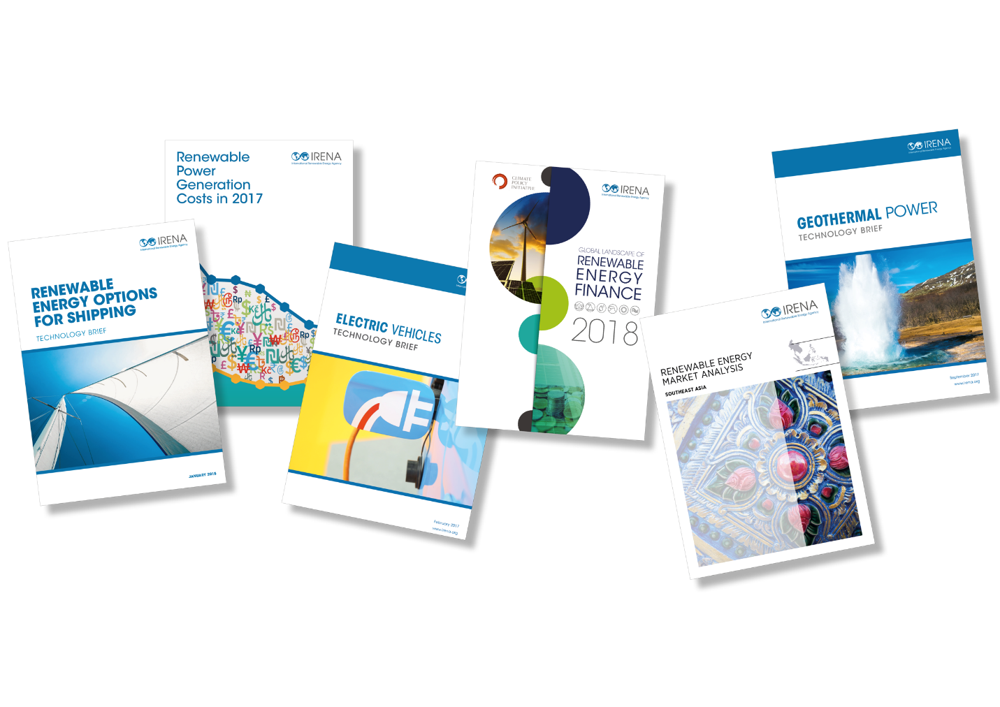 Renewable
Power
Generation
Costs in 2017
IRENA
International Renewable Energy Agency
IRENA
International Renewable Energy Agency
RENEWABLE
ENERGY OPTIONS
FOR SHIPPING
TECHNOLOGY BRIEF
JANUARY 2015
ELECTRIC VEHICLES
TECHNOLOGY BRIEF
February 2017
www.irena.org
CLIMATE
POLICY
INITIATIVE
IRENA
International Renewable Energy Agency
GLOBAL LANDSCAPE OF
RENEWABLE
ENERGY
FINANCE
2018
IRENA
International Renewable Energy Agency
RENEWABLE ENERGY
MARKET ANALYSIS
SOUTHEAST ASIA
IRENA
International Renewable Energy Agency
GEOTHERMAL POWER
TECHNOLOGY BRIEF
September 2017
www.irena.org